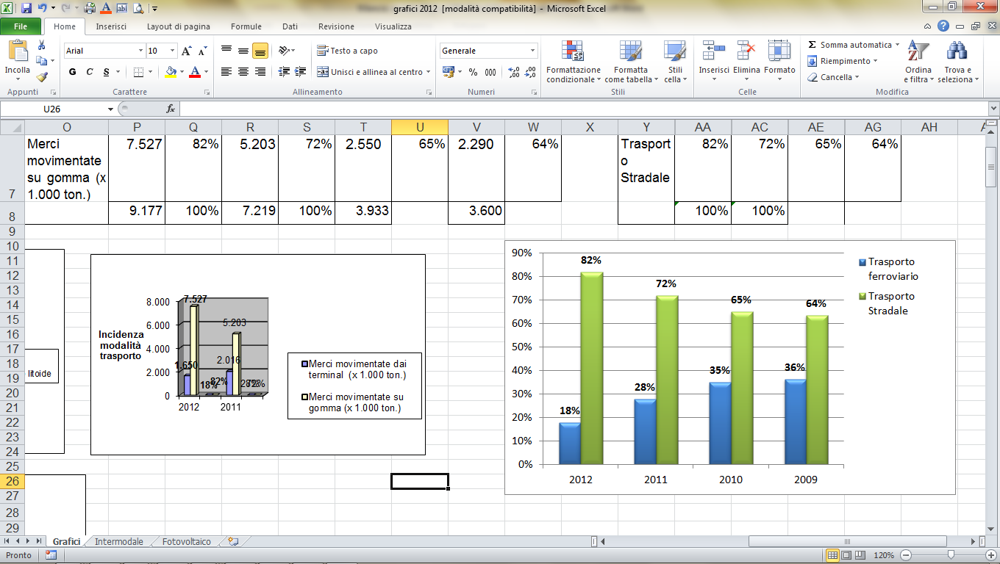 grafici 2012 [modalità compatibilità] - Microsoft Excel
File Home Inserisci Layout di pagina Formule Dati Revisione Visualizza
Incolla
Arial 10
G C S
Testo a capo
Unisci e allinea al centro
Generale
% 000
Formattazione condizionale
Formatta come tabella
Stili cella
Inserisci Elimina Formato
Somma automatica
Riempimento
Cancella
Ordina e filtra
Trova e seleziona
Appunti Carattere Allineamento Numeri Stili Celle Modifica
U26 fx
O P Q R S T U V W X Y AA AC AE AG AH
7 Merci movimentate su gomma (x 1.000 ton.) 7.527 82% 5.203 72% 2.550 65% 2.290 64% Trasporto Stradale 82% 72% 65% 64%
8 9.177 100% 7.219 100% 3.933 3.600 100% 100%
9
10
11
12
13
14
15
16
17
18
19
20
21
22
23
24
25
26
27
28
29
litoide
Incidenza
modalità
trasporto
8.000
6.000
4.000
2.000
0
7.527
5.203
1.650
2.016
18% 82% 28% 72%
2012 2011
Merci movimentate dai
terminal (x 1.000 ton.)
Merci movimentate su
gomma (x 1.000 ton.)
90%
80%
70%
60%
50%
40%
30%
20%
10%
0%
18% 82%
28% 72%
35% 65%
36% 64%
2012 2011 2010 2009
Trasporto
ferroviario
Trasporto
Stradale
Grafici Intermodale Fotovoltaico
Pronto 120%